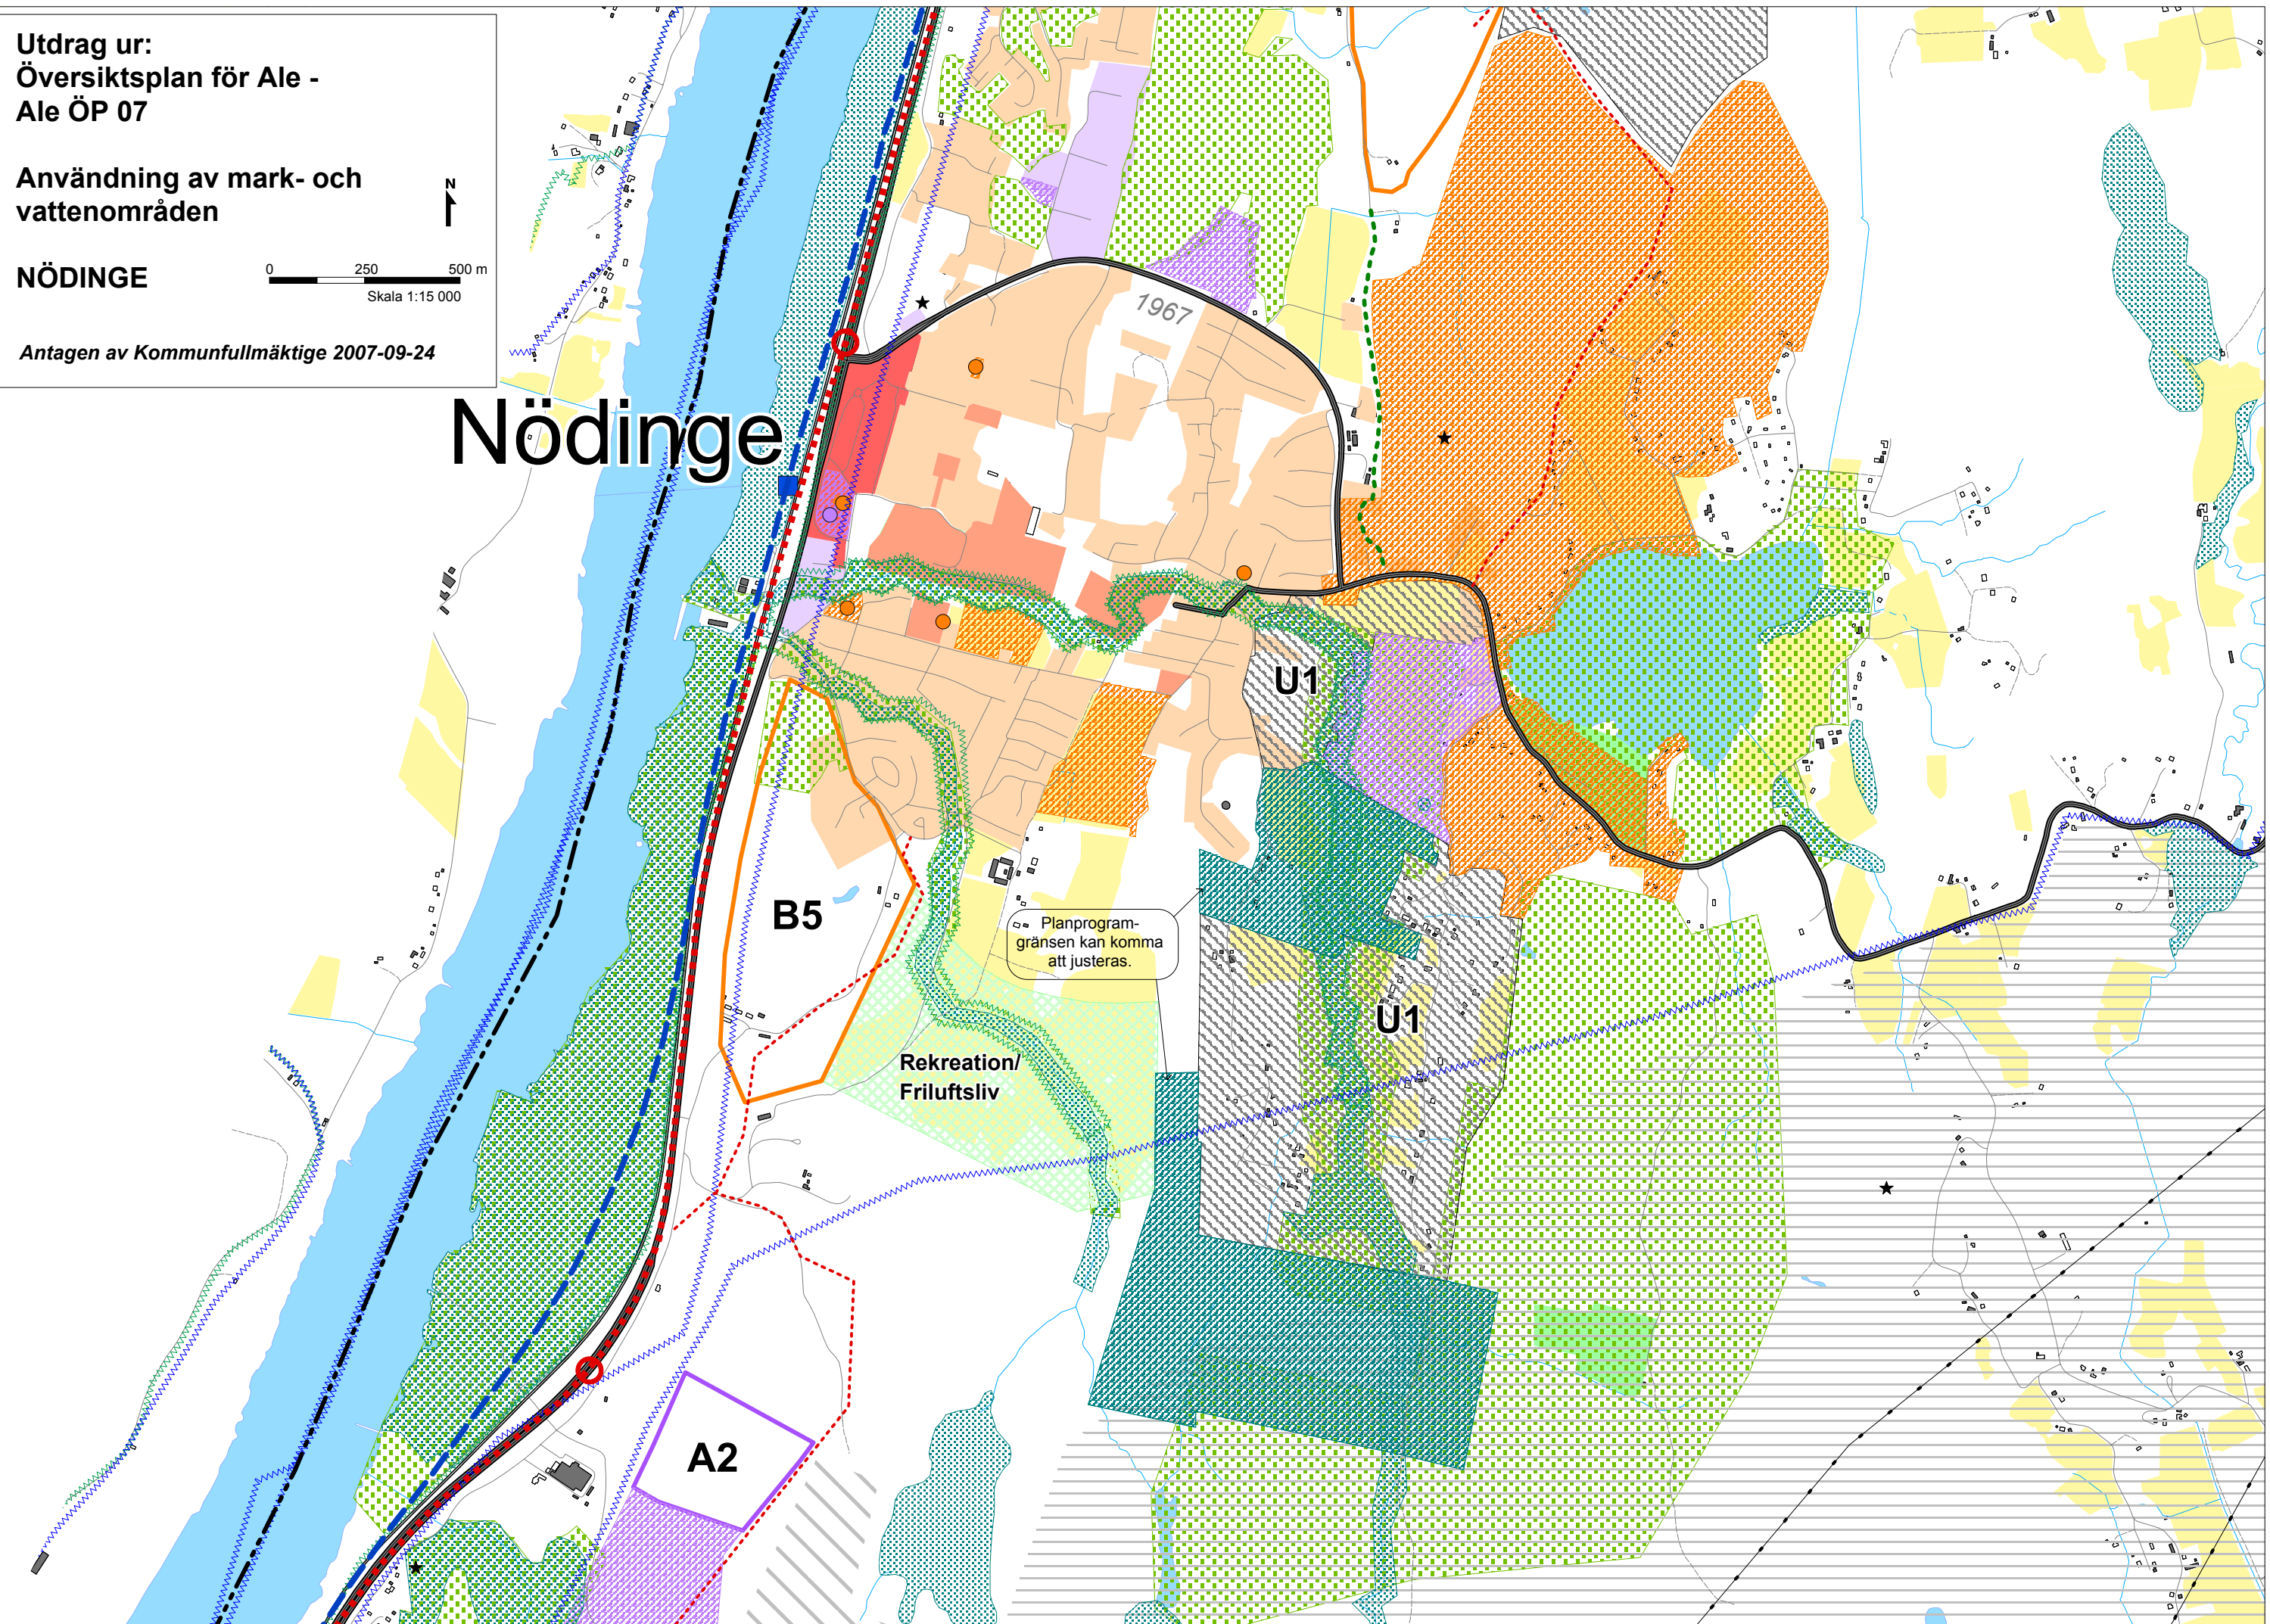 Utdrag ur:
Översiktsplan för Ale -
Ale ÖP 07
Användning av mark- och
vattenområden
N
NÖDINGE
0 250 500 m
Skala 1:15 000
Antagen av Kommunfullmäktige 2007-09-24
Nödinge
1967
U1
B5
Planprogram-
gränsen kan komma
att justeras.
U1
Rekreation/
Friluftsliv
A2